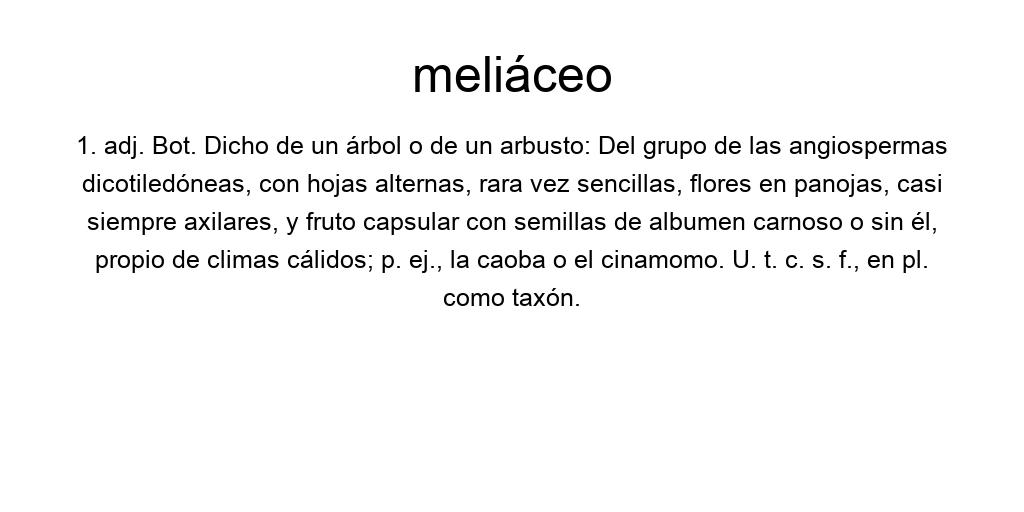 meliáceo
1. adj. Bot. Dicho de un árbol o de un arbusto: Del grupo de las angiospermas
dicotiledóneas, con hojas alternas, rara vez sencillas, flores en panojas, casi
siempre axilares, y fruto capsular con semillas de albumen carnoso o sin él,
propio de climas cálidos; p. ej., la caoba o el cinamomo. U. t. c. s. f., en pl.
como taxón.